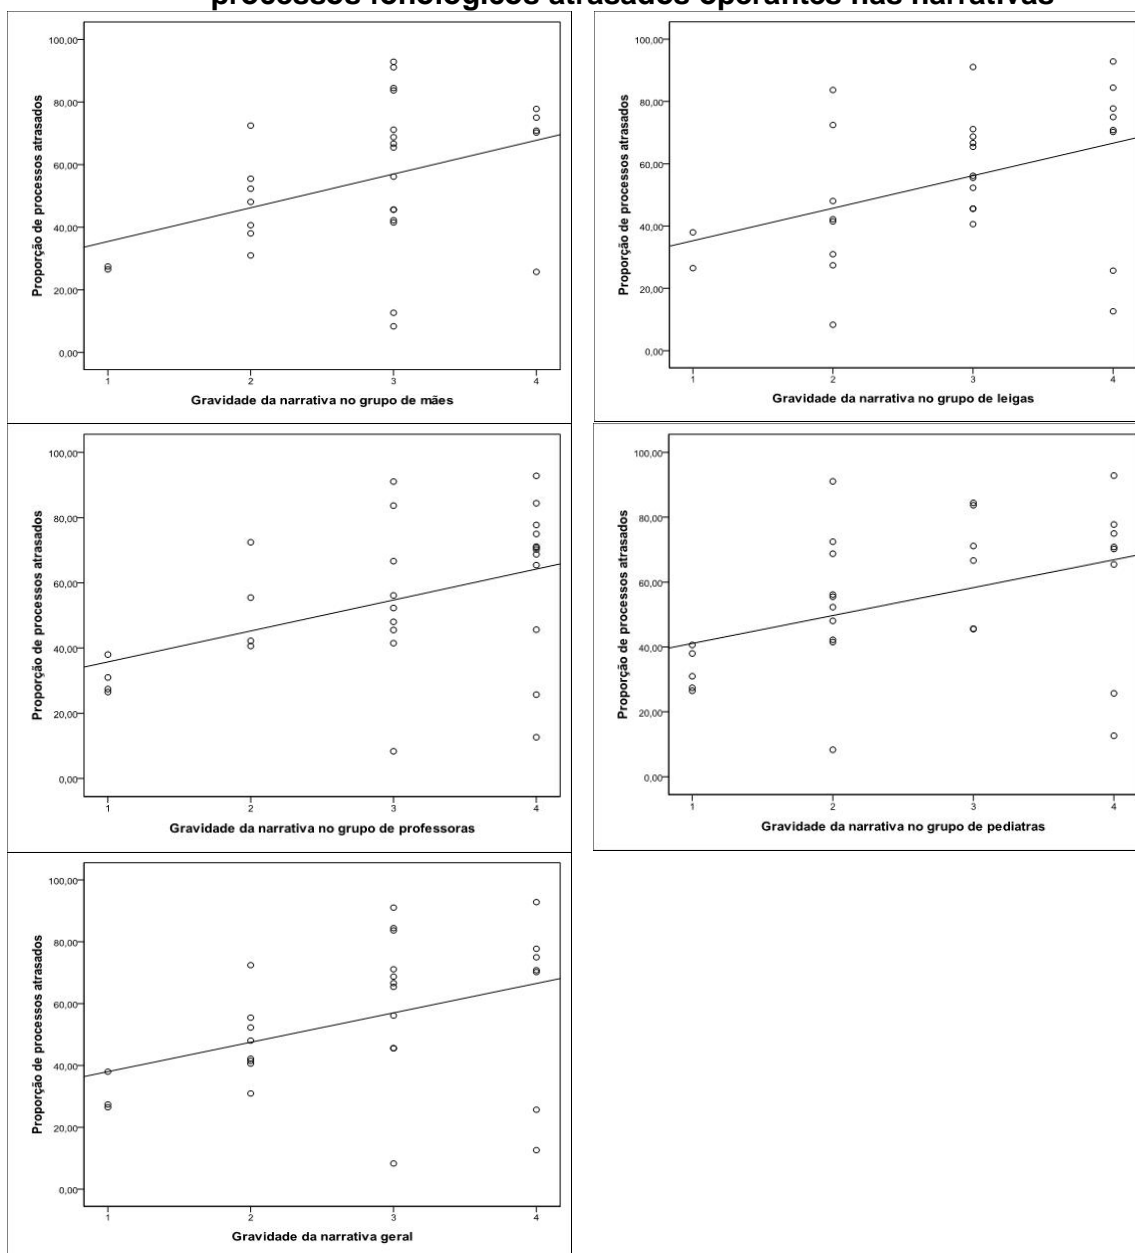 processos fonológicos atrasados operantes nas narrativas
Proporção de processos atrasados
100,00
80,00
60,00
40,00
20,00
0,00
1 2 3 4
Gravidade da narrativa no grupo de mães
Proporção de processos atrasados
100,00
80,00
60,00
40,00
20,00
0,00
1 2 3 4
Gravidade da narrativa no grupo de leigas
Proporção de processos atrasados
100,00
80,00
60,00
40,00
20,00
0,00
1 2 3 4
Gravidade da narrativa no grupo de professoras
Proporção de processos atrasados
100,00
80,00
60,00
40,00
20,00
0,00
1 2 3 4
Gravidade da narrativa no grupo de pediatras
Proporção de processos atrasados
100,00
80,00
60,00
40,00
20,00
0,00
1 2 3 4
Gravidade da narrativa geral